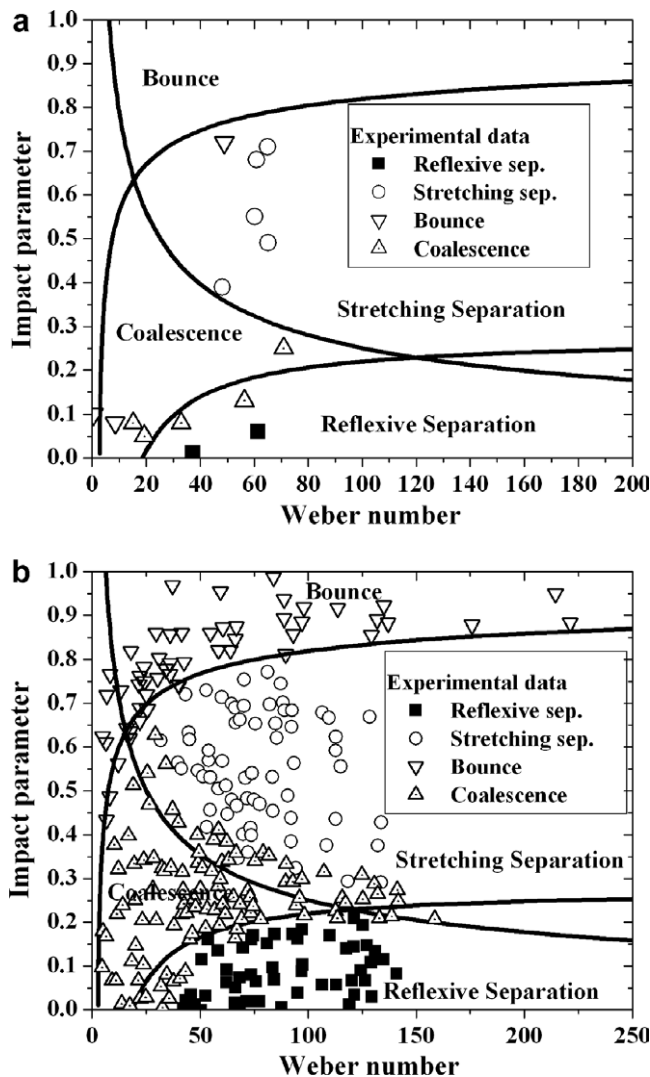 a
1.0
0.9
0.8
0.7
0.6
0.5
0.4
0.3
0.2
0.1
0.0
Impact parameter
Bounce
Experimental data
Reflexive sep.
Stretching sep.
Bounce
Coalescence
Coalescence
Stretching Separation
Reflexive Separation
0 20 40 60 80 100 120 140 160 180 200
Weber number
b
1.0
0.9
0.8
0.7
0.6
0.5
0.4
0.3
0.2
0.1
0.0
Impact parameter
Bounce
Experimental data
Reflexive sep.
Stretching sep.
Bounce
Coalescence
Stretching Separation
Coalescence
Reflexive Separation
0 50 100 150 200 250
Weber number